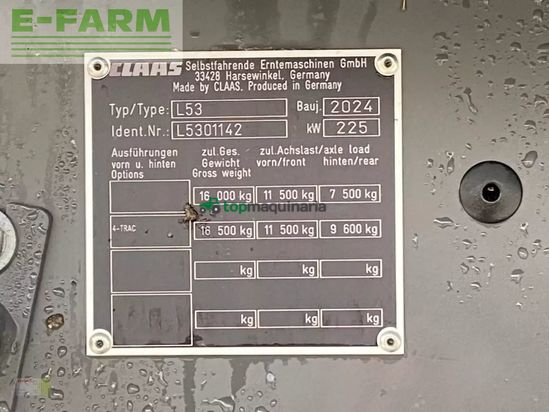 E-FARM
CLAAS Selbstfahrende Erntemaschinen GmbH
33428 Harsewinkel, Germany
Made by CLAAS, Produced in Germany
Typ/Type: L53 Bauj. 2024
Ident.Nr.: L5301142 kW 225
Ausführungen zul.Ges. zul.Achslast/axle load
vorn u. hinten Gewicht vorn/front hinten/rear
Options Gross weight
16 000 kg 11 500 kg 7 500 kg
topmaquinaria
4-TRAC 16 500 kg 11 500 kg 9 600 kg
kg kg kg
kg kg kg